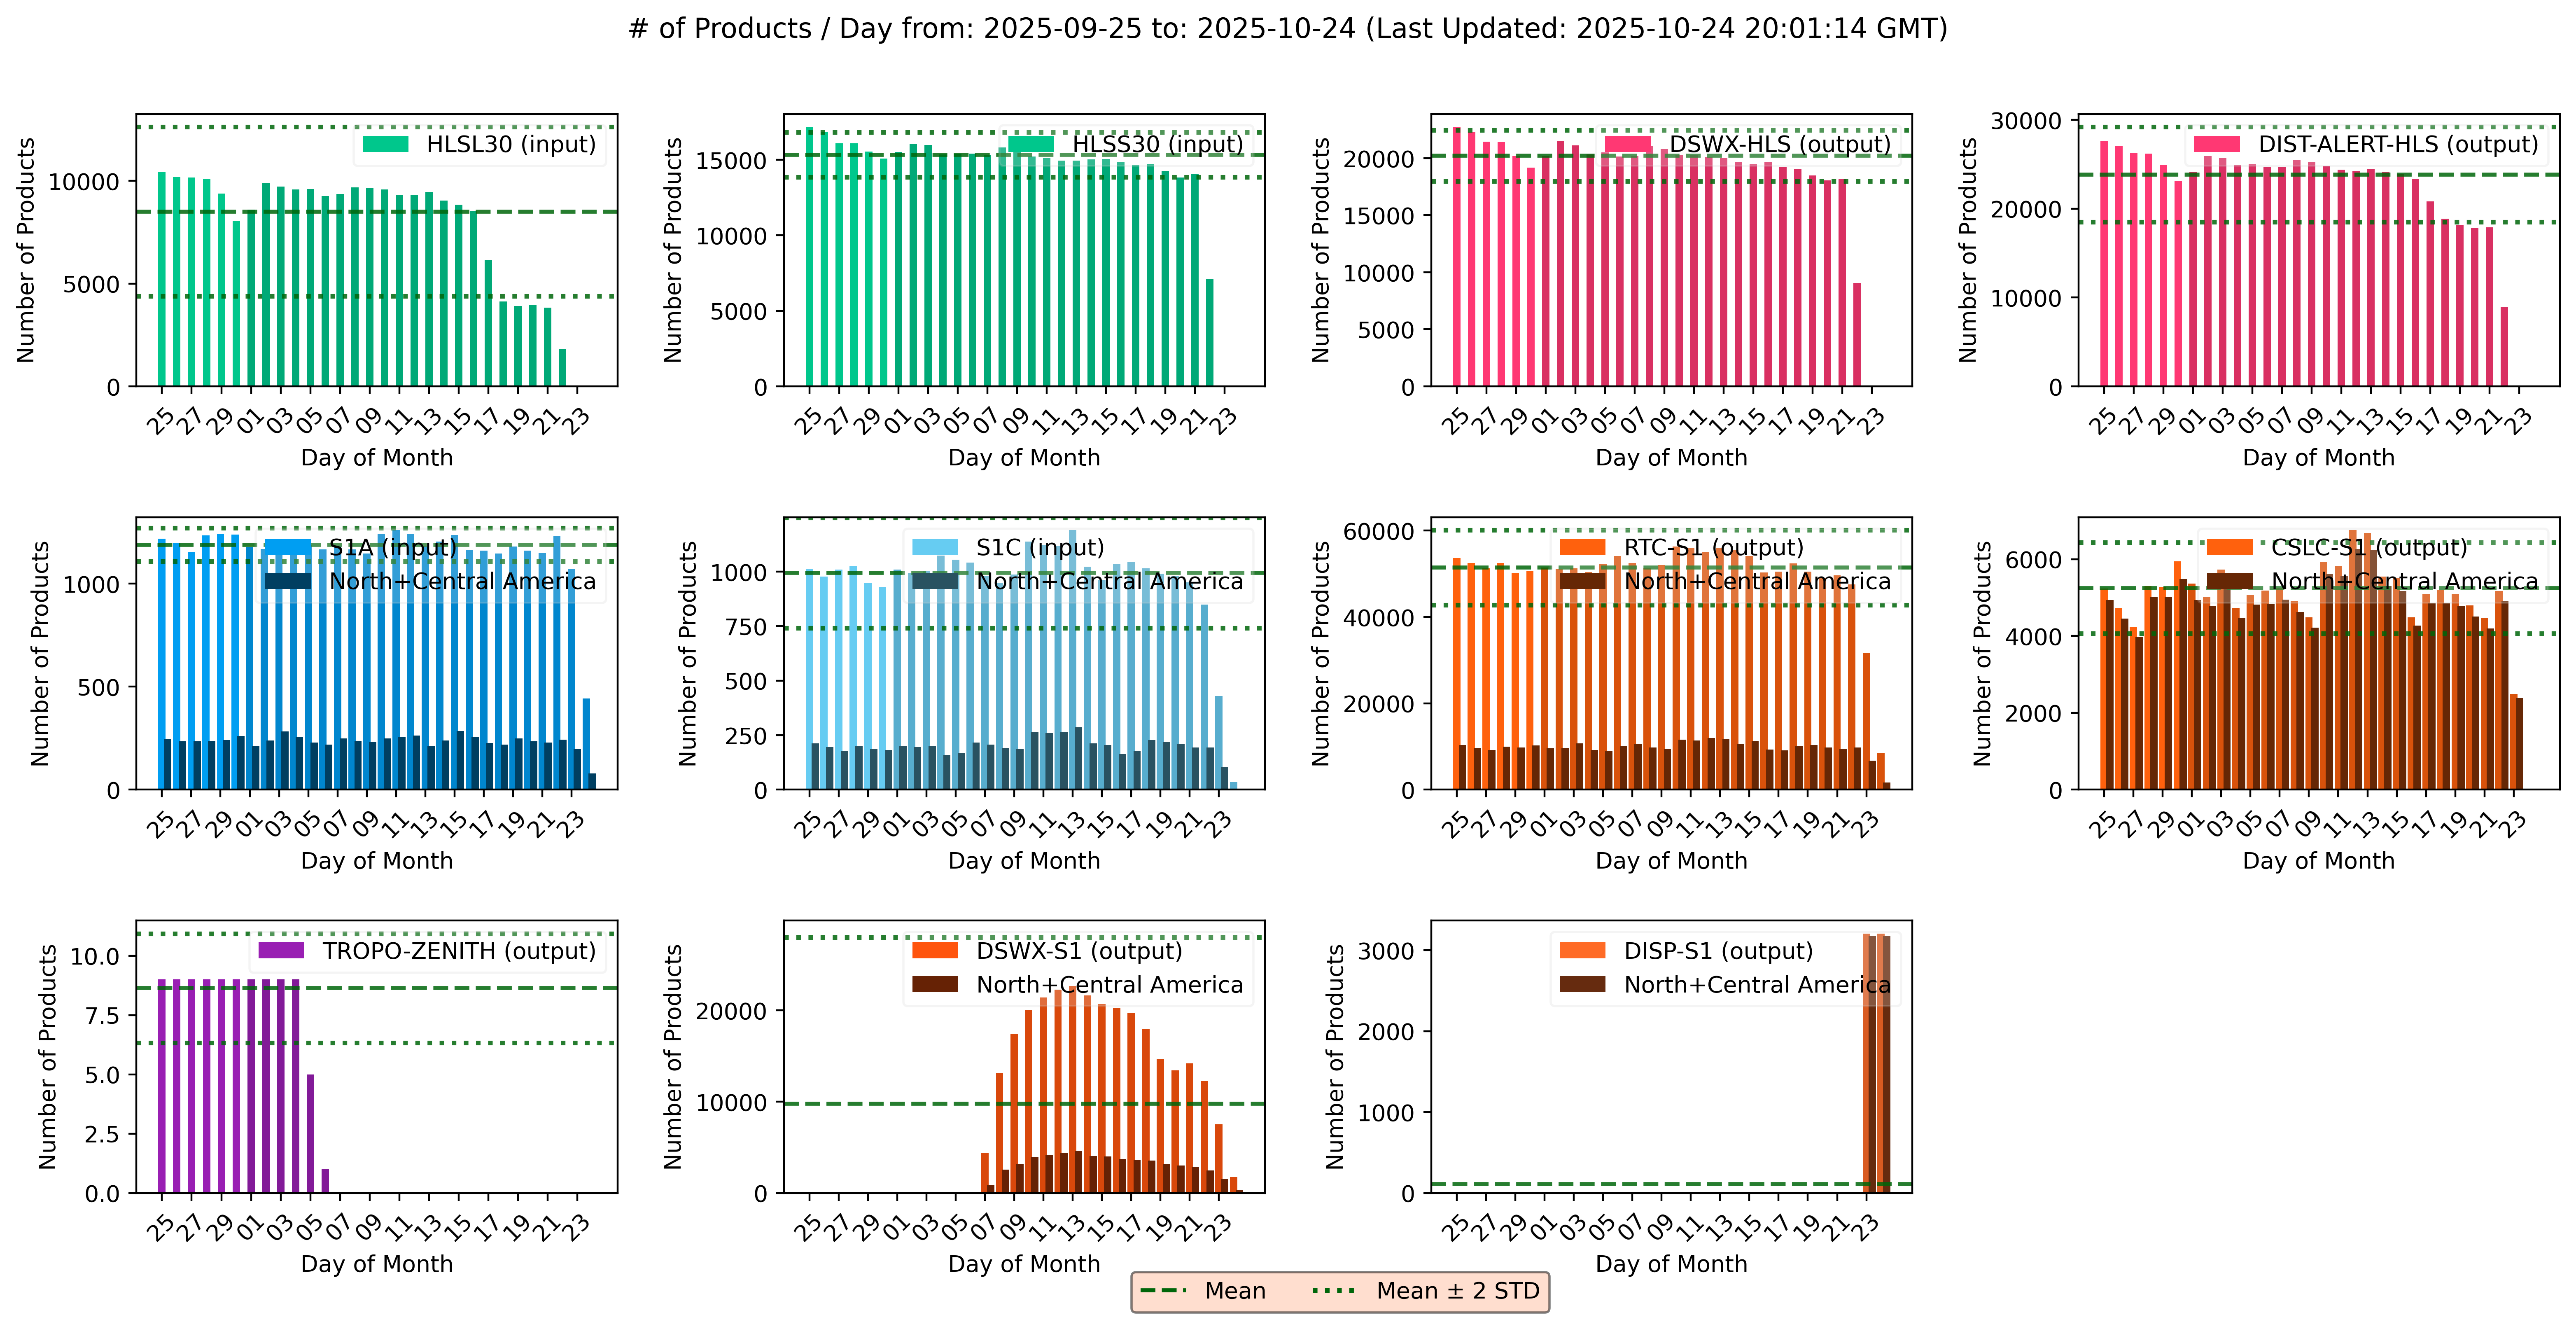 # of Products / Day from: 2025-09-25 to: 2025-10-24 (Last Updated: 2025-10-24 20:01:14 GMT)
Number of Products
10000
5000
0
HLSL30 (input)
25 27 29 01 03 05 07 09 11 13 15 17 19 21 23
Day of Month
Number of Products
15000
10000
5000
0
HLSS30 (input)
25 27 29 01 03 05 07 09 11 13 15 17 19 21 23
Day of Month
Number of Products
20000
15000
10000
5000
0
DSWX-HLS (output)
25 27 29 01 03 05 07 09 11 13 15 17 19 21 23
Day of Month
Number of Products
30000
20000
10000
0
DIST-ALERT-HLS (output)
25 27 29 01 03 05 07 09 11 13 15 17 19 21 23
Day of Month
Number of Products
1000
500
0
S1A (input)
North+Central America
25 27 29 01 03 05 07 09 11 13 15 17 19 21 23
Day of Month
Number of Products
1000
750
500
250
0
S1C (input)
North+Central America
25 27 29 01 03 05 07 09 11 13 15 17 19 21 23
Day of Month
Number of Products
60000
40000
20000
0
RTC-S1 (output)
North+Central America
25 27 29 01 03 05 07 09 11 13 15 17 19 21 23
Day of Month
Number of Products
6000
4000
2000
0
CSLC-S1 (output)
North+Central America
25 27 29 01 03 05 07 09 11 13 15 17 19 21 23
Day of Month
Number of Products
10.0
7.5
5.0
2.5
0.0
TROPO-ZENITH (output)
25 27 29 01 03 05 07 09 11 13 15 17 19 21 23
Day of Month
Number of Products
20000
10000
0
DSWX-S1 (output)
North+Central America
25 27 29 01 03 05 07 09 11 13 15 17 19 21 23
Day of Month
Number of Products
3000
2000
1000
0
DISP-S1 (output)
North+Central America
25 27 29 01 03 05 07 09 11 13 15 17 19 21 23
Day of Month
Mean
Mean ± 2 STD